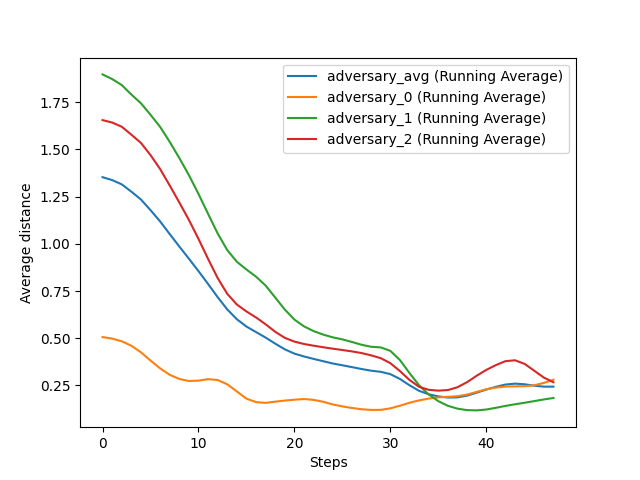 adversary_avg (Running Average)
adversary_0 (Running Average)
adversary_1 (Running Average)
adversary_2 (Running Average)
Average distance
1.75
1.50
1.25
1.00
0.75
0.50
0.25
0 10 20 30 40
Steps